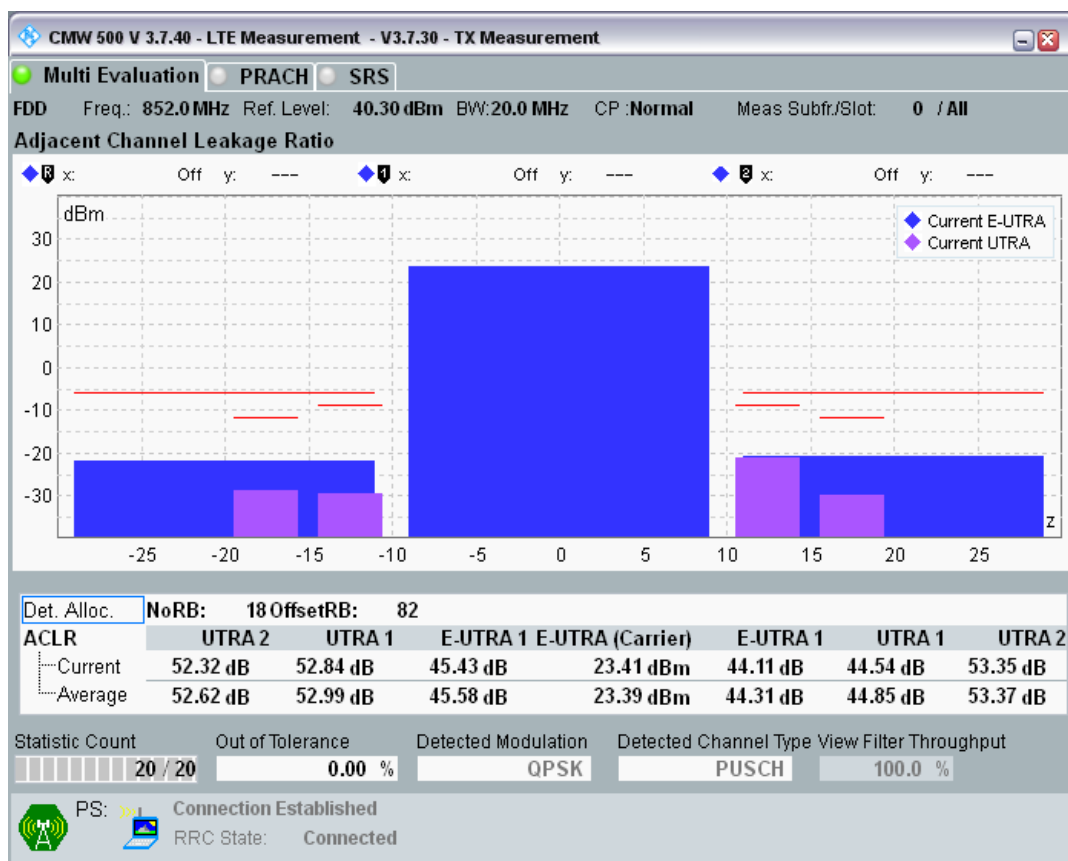 CMW 500 V 3.7.40 - LTE Measurement - V3.7.30 - TX Measurement
Multi Evaluation PRACH SRS
FDD Freq.: 852.0 MHz Ref. Level: 40.30 dBm BW:20.0 MHz CP :Normal Meas Subfr./Slot: 0 / All
Adjacent Channel Leakage Ratio
R x: Off y: --- 1 x: Off y: --- 2 x: Off y: ---
dBm
Current E-UTRA
Current UTRA
30
20
10
0
-10
-20
-30
z
-25 -20 -15 -10 -5 0 5 10 15 20 25
Det. Alloc. NoRB: 18 OffsetRB: 82
ACLR UTRA 2 UTRA 1 E-UTRA 1 E-UTRA (Carrier) E-UTRA 1 UTRA 1 UTRA 2
Current 52.32 dB 52.84 dB 45.43 dB 23.41 dBm 44.11 dB 44.54 dB 53.35 dB
Average 52.62 dB 52.99 dB 45.58 dB 23.39 dBm 44.31 dB 44.85 dB 53.37 dB
Statistic Count Out of Tolerance Detected Modulation Detected Channel Type View Filter Throughput
20 / 20 0.00 % QPSK PUSCH 100.0 %
PS: Connection Established
RRC State: Connected